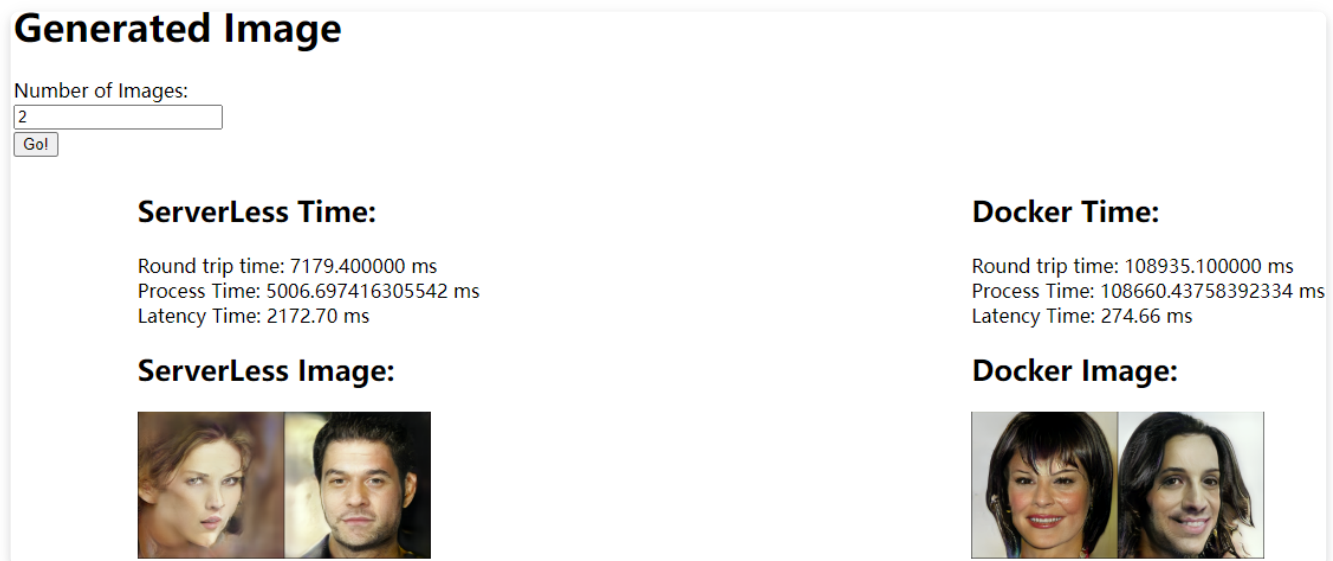 Generated Image
Number of Images:
2
Go!
ServerLess Time:
Round trip time: 7179.400000 ms
Process Time: 5006.697416305542 ms
Latency Time: 2172.70 ms
ServerLess Image:
Docker Time:
Round trip time: 108935.100000 ms
Process Time: 108660.43758392334 ms
Latency Time: 274.66 ms
Docker Image: